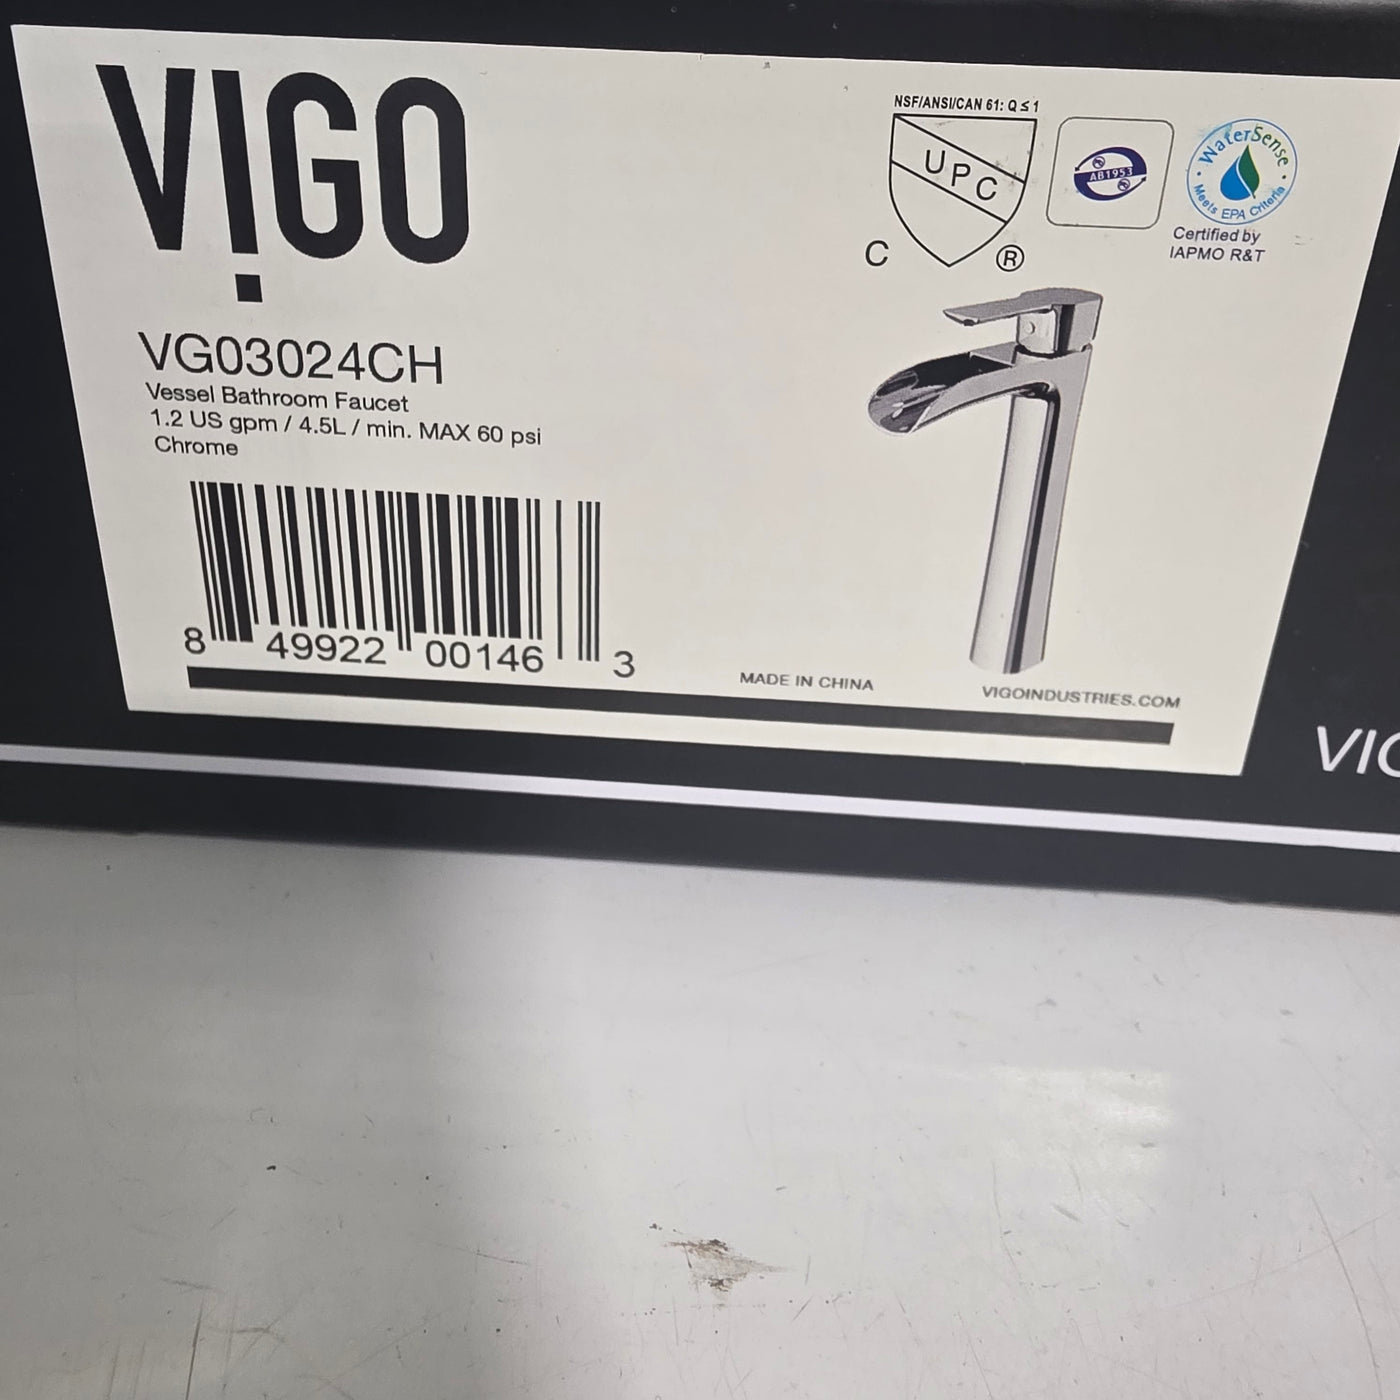 VIGO
NSF/ANSI/CAN 61: Q ≤ 1
UPC
C ®
AB1953
WaterSense
Meets EPA Criteria
Certified by
IAPMO R&T
VG03024CH
Vessel Bathroom Faucet
1.2 US gpm / 4.5L / min. MAX 60 psi
Chrome
8 49922 00146 3
MADE IN CHINA
VIGOINDUSTRIES.COM